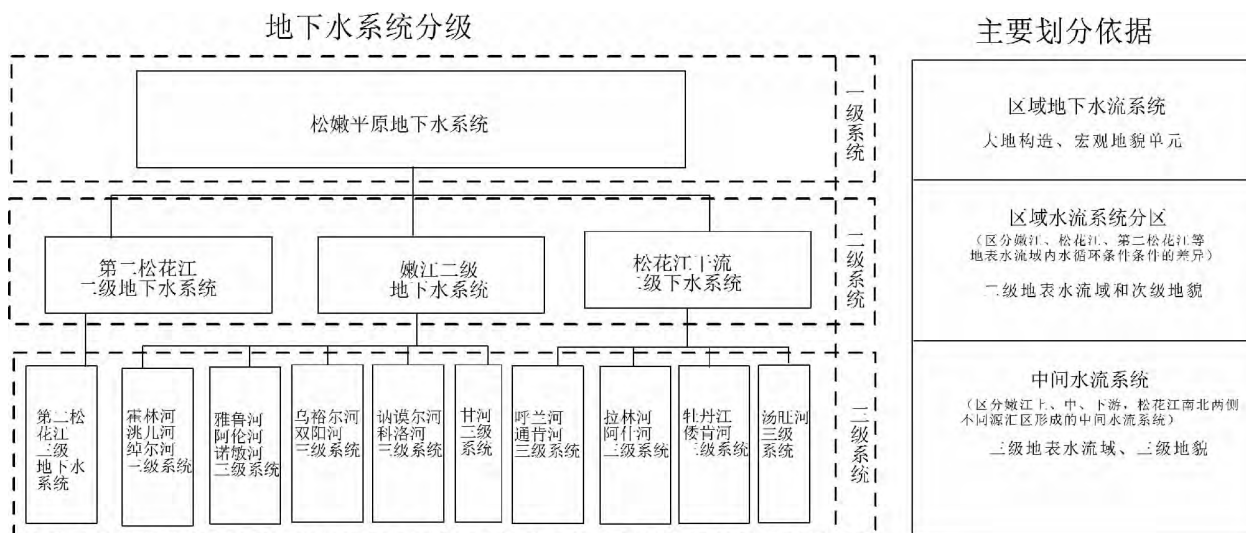 地下水系统分级
主要划分依据
松嫩平原地下水系统
一级系统
区域地下水流系统
大地构造、宏观地貌单元
第二松花江
二级地下水系统
嫩江二级
地下水系统
松花江干流
二级下水系统
二级系统
区域水流系统分区
（区分嫩江、松花江、第二松花江等
地表水流域内水循环条件条件的差异）
二级地表水流域和次级地貌
第二松
花江
三级
地下水
系统
霍林河
洮儿河
绰尔河
三级系统
雅鲁河
阿伦河
诺敏河
三级系统
乌裕尔河
双阳河
三级系统
讷谟尔河
科洛河
三级系统
甘河
三级
系统
呼兰河
通肯河
三级系统
拉林河
阿什河
三级系统
牡丹江
倭肯河
三级系统
汤旺河
三级
系统
三级系统
中间水流系统
（区分嫩江上、中、下游，松花江南北两侧
不同源汇区形成的中间水流系统）
三级地表水流域、三级地貌